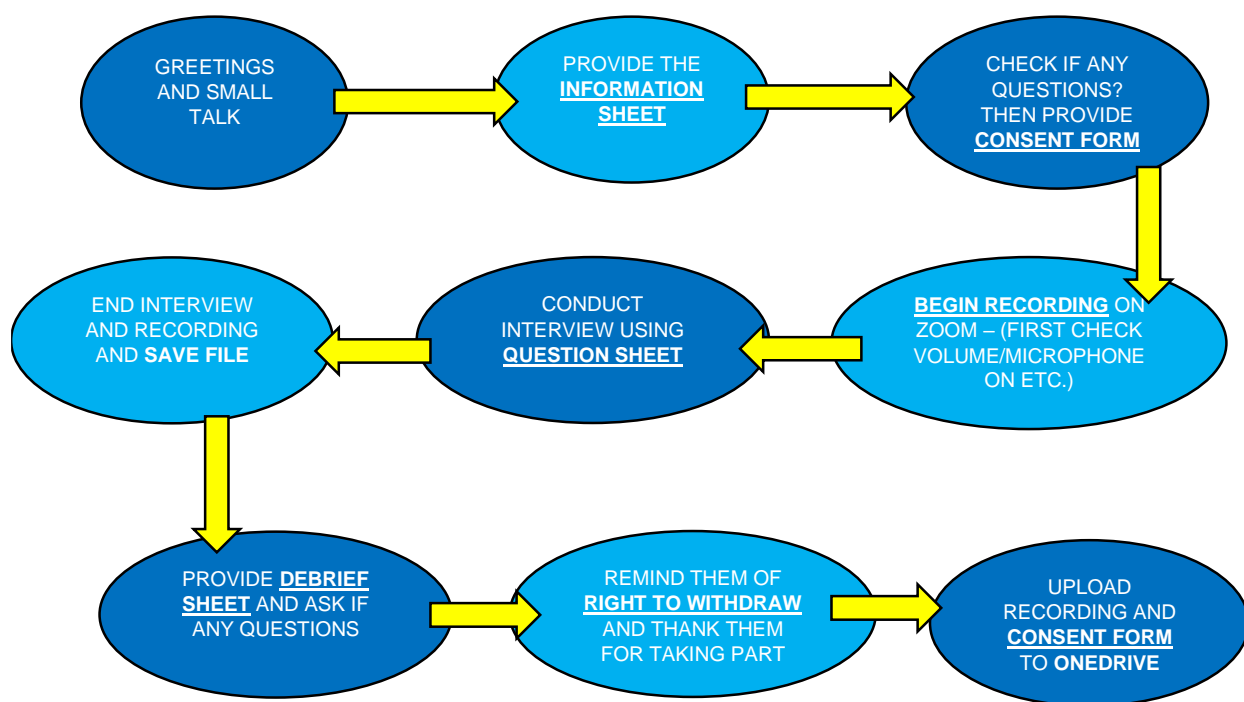 GREETINGS
AND SMALL
TALK
PROVIDE THE
INFORMATION
SHEET
CHECK IF ANY
QUESTIONS?
THEN PROVIDE
CONSENT FORM
BEGIN RECORDING ON
ZOOM – (FIRST CHECK
VOLUME/MICROPHONE
ON ETC.)
CONDUCT
INTERVIEW USING
QUESTION SHEET
END INTERVIEW
AND RECORDING
AND SAVE FILE
PROVIDE DEBRIEF
SHEET AND ASK IF
ANY QUESTIONS
REMIND THEM OF
RIGHT TO WITHDRAW
AND THANK THEM
FOR TAKING PART
UPLOAD
RECORDING AND
CONSENT FORM
TO ONEDRIVE